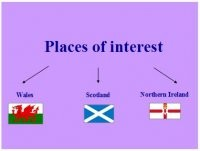 Places of interest
Wales Scotland Northern Ireland